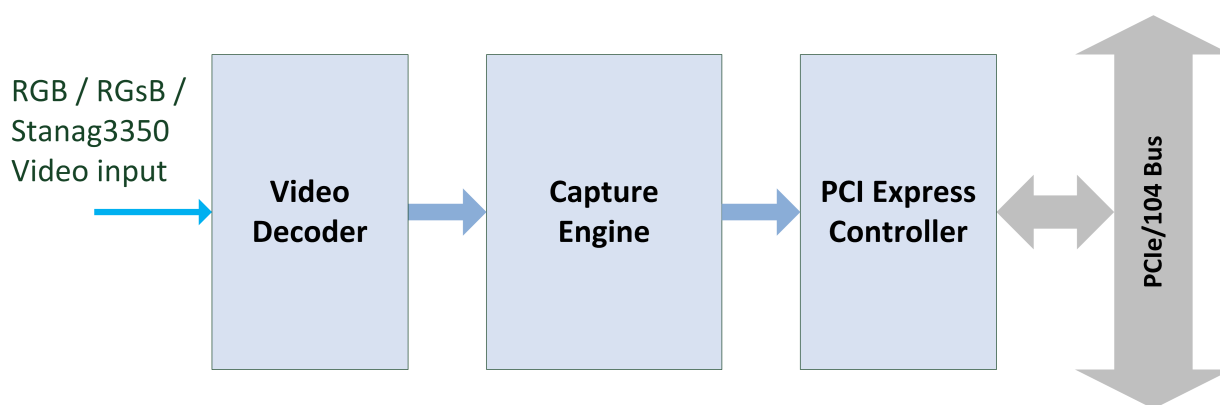 RGB / RGsB /
Stanag3350
Video input
Video
Decoder
Capture
Engine
PCI Express
Controller
PCIe/104 Bus